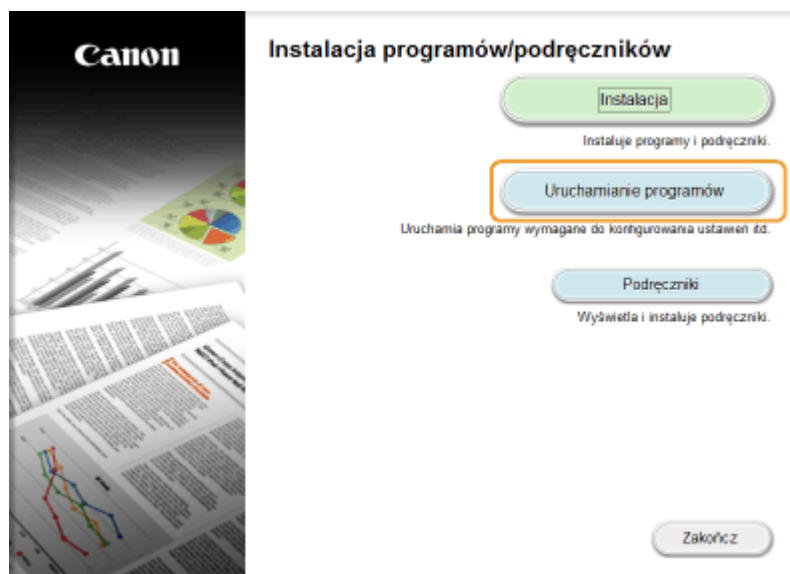 Canon
Instalacja programów/podręczników
Instalacja
Instaluje programy i podręczniki.
Uruchamianie programów
Uruchamia programy wymagane do konfigurowania ustawień itd.
Podręczniki
Wyświetla i instaluje podręczniki.
Zakończ